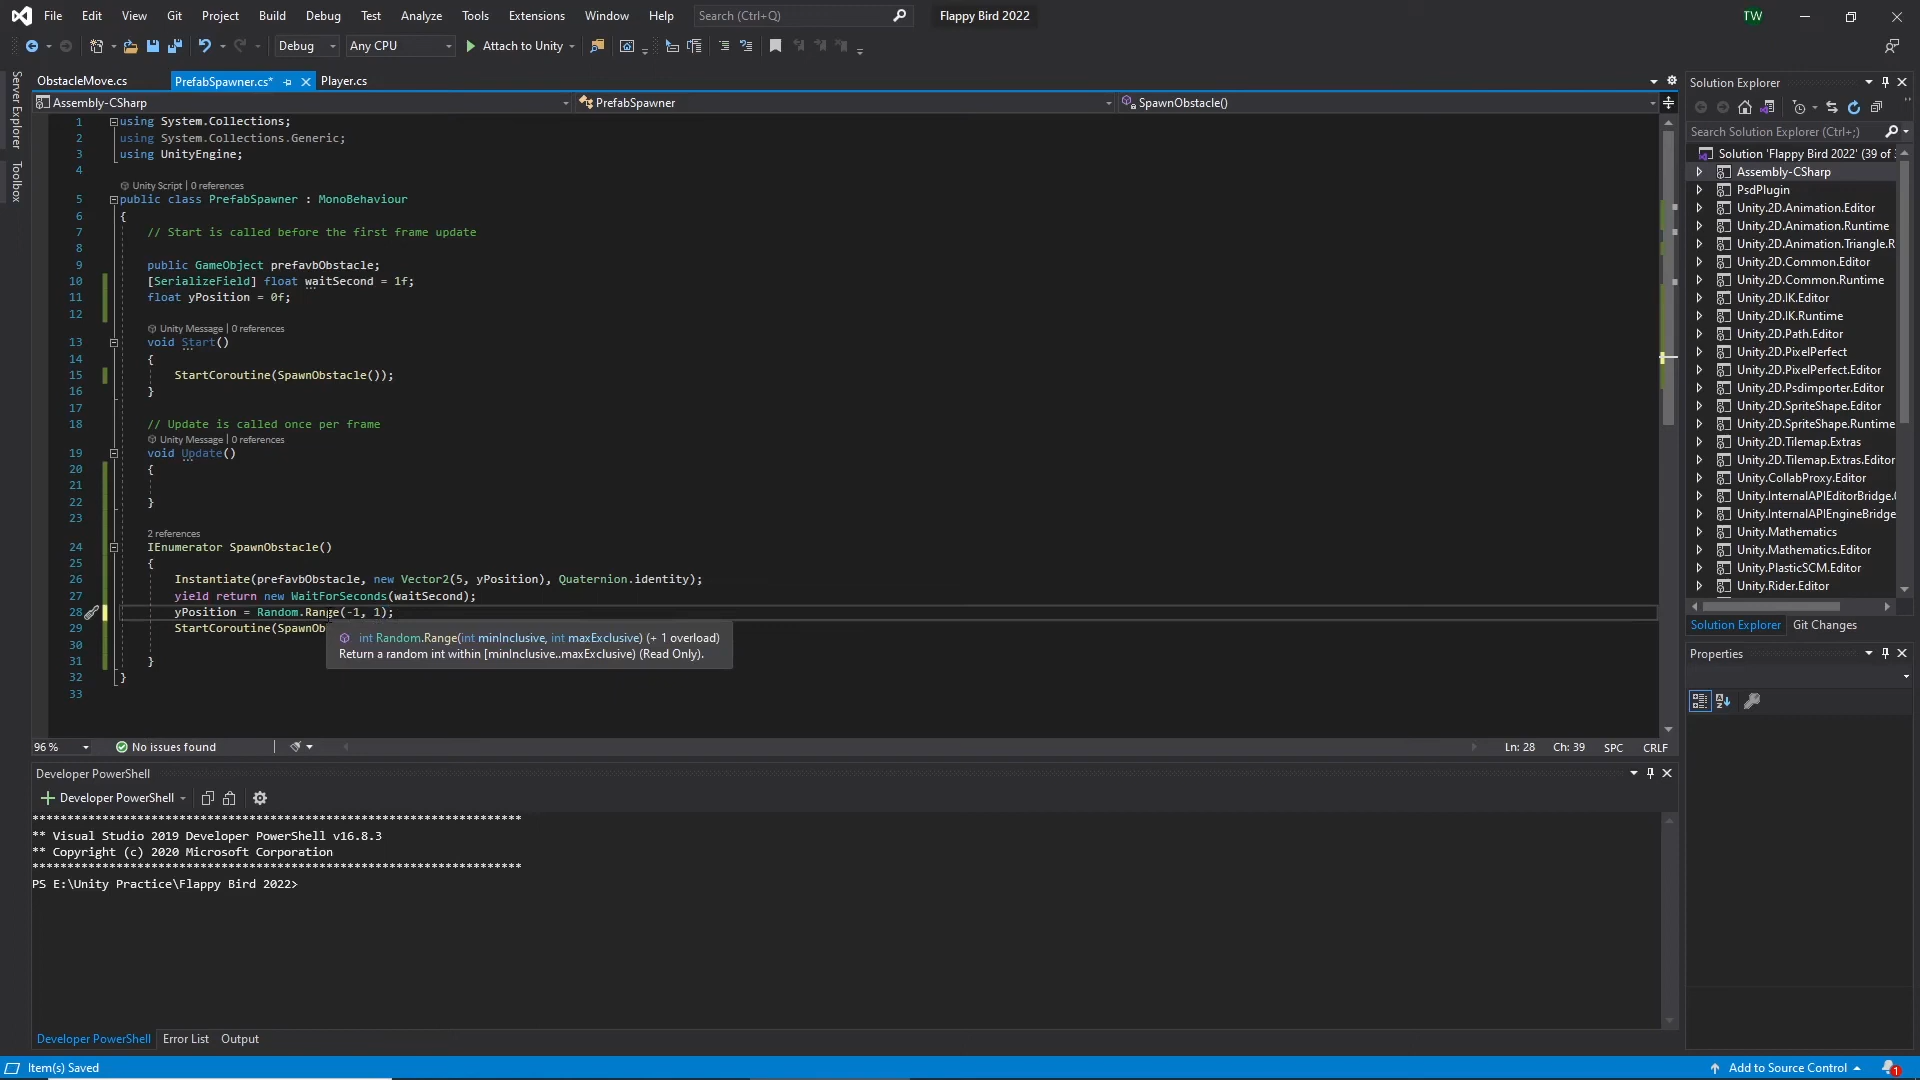 File Edit View Git Project Build Debug Test Analyze Tools Extensions Window Help Search (Ctrl+Q) Flappy Bird 2022 TW
Debug Any CPU Attach to Unity
Server Explorer
Toolbox
ObstacleMove.cs PrefabSpawner.cs* Player.cs
Assembly-CSharp PrefabSpawner SpawnObstacle()
1 using System.Collections;
2 using System.Collections.Generic;
3 using UnityEngine;
4
Unity Script | 0 references
5 public class PrefabSpawner : MonoBehaviour
6 {
7 // Start is called before the first frame update
8
9 public GameObject prefavbObstacle;
10 [SerializeField] float waitSecond = 1f;
11 float yPosition = 0f;
12
Unity Message | 0 references
13 void Start()
14 {
15 StartCoroutine(SpawnObstacle());
16 }
17
18 // Update is called once per frame
Unity Message | 0 references
19 void Update()
20 {
21
22 }
23
2 references
24 IEnumerator SpawnObstacle()
25 {
26 Instantiate(prefavbObstacle, new Vector2(5, yPosition), Quaternion.identity);
27 yield return new WaitForSeconds(waitSecond);
28 yPosition = Random.Range(-1, 1);
29 StartCoroutine(SpawnOb
int Random.Range(int minInclusive, int maxExclusive) (+ 1 overload)
Return a random int within [minInclusive..maxExclusive) (Read Only).
30
31 }
32 }
33
96 % No issues found Ln: 28 Ch: 39 SPC CRLF
Developer PowerShell
Developer PowerShell
**********************************************************************
** Visual Studio 2019 Developer PowerShell v16.8.3
** Copyright (c) 2020 Microsoft Corporation
**********************************************************************
PS E:\Unity Practice\Flappy Bird 2022>
Developer PowerShell Error List Output
Item(s) Saved Add to Source Control 1
Solution Explorer
Search Solution Explorer (Ctrl+;)
Solution 'Flappy Bird 2022' (39 of
Assembly-CSharp
PsdPlugin
Unity.2D.Animation.Editor
Unity.2D.Animation.Runtime
Unity.2D.Animation.Triangle.R
Unity.2D.Common.Editor
Unity.2D.Common.Runtime
Unity.2D.IK.Editor
Unity.2D.IK.Runtime
Unity.2D.Path.Editor
Unity.2D.PixelPerfect
Unity.2D.PixelPerfect.Editor
Unity.2D.Psdimporter.Editor
Unity.2D.SpriteShape.Editor
Unity.2D.SpriteShape.Runtime
Unity.2D.Tilemap.Extras
Unity.2D.Tilemap.Extras.Editor
Unity.CollabProxy.Editor
Unity.InternalAPIEditorBridge.
Unity.InternalAPIEngineBridge
Unity.Mathematics
Unity.Mathematics.Editor
Unity.PlasticSCM.Editor
Unity.Rider.Editor
Solution Explorer Git Changes
Properties